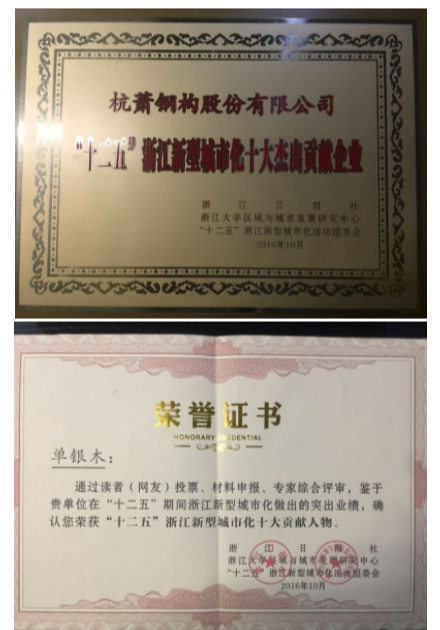 杭萧钢构股份有限公司
“十二五”浙江新型城市化十大杰出贡献企业
浙江日报社
浙江大学区域与城市发展研究中心
“十二五”浙江新型城市化活动组委会
2016年10月
荣誉证书
HONORARY CREDENTIAL
单银木：
通过读者（网友）投票、材料申报、专家综合评审，鉴于
贵单位在“十二五”期间浙江新型城市化做出的突出业绩，确
认您荣获“十二五”浙江新型城市化十大贡献人物。
浙江日报社
浙江大学区域与城市发展研究中心
“十二五”浙江新型城市化活动组委会
2016年10月